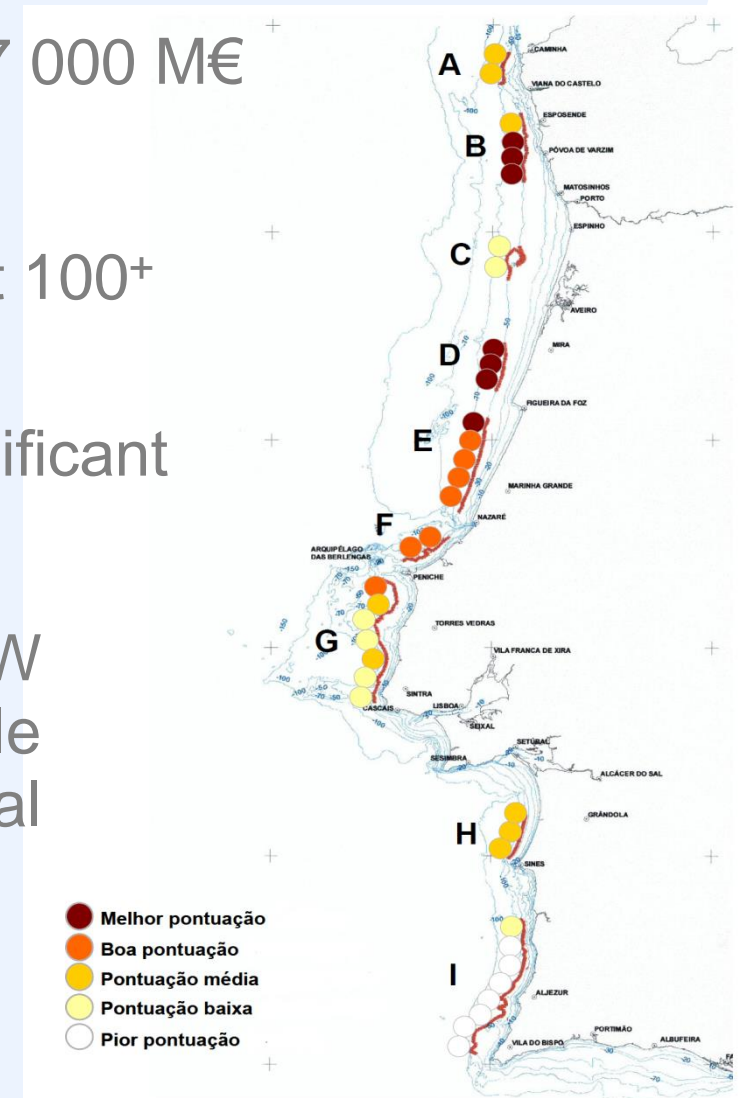 7 000 M€
t 100⁺
ificant
W
le
al
A
B
C
D
E
F
G
H
I
CAMINHA
VIANA DO CASTELO
ESPOSENDE
PÓVOA DE VARZIM
MATOSINHOS
PORTO
ESPINHO
AVEIRO
MIRA
FIGUEIRA DA FOZ
MARINHA GRANDE
NAZARÉ
ARQUIPÉLAGO
DAS BERLENGAS
PENICHE
TORRES VEDRAS
VILA FRANCA DE XIRA
SINTRA
LISBOA
CASCAIS
SEIXAL
SESIMBRA
SETÚBAL
ALCÁCER DO SAL
GRÂNDOLA
SINES
ALJEZUR
VILA DO BISPO
PORTIMÃO
ALBUFEIRA
Melhor pontuação
Boa pontuação
Pontuação média
Pontuação baixa
Pior pontuação